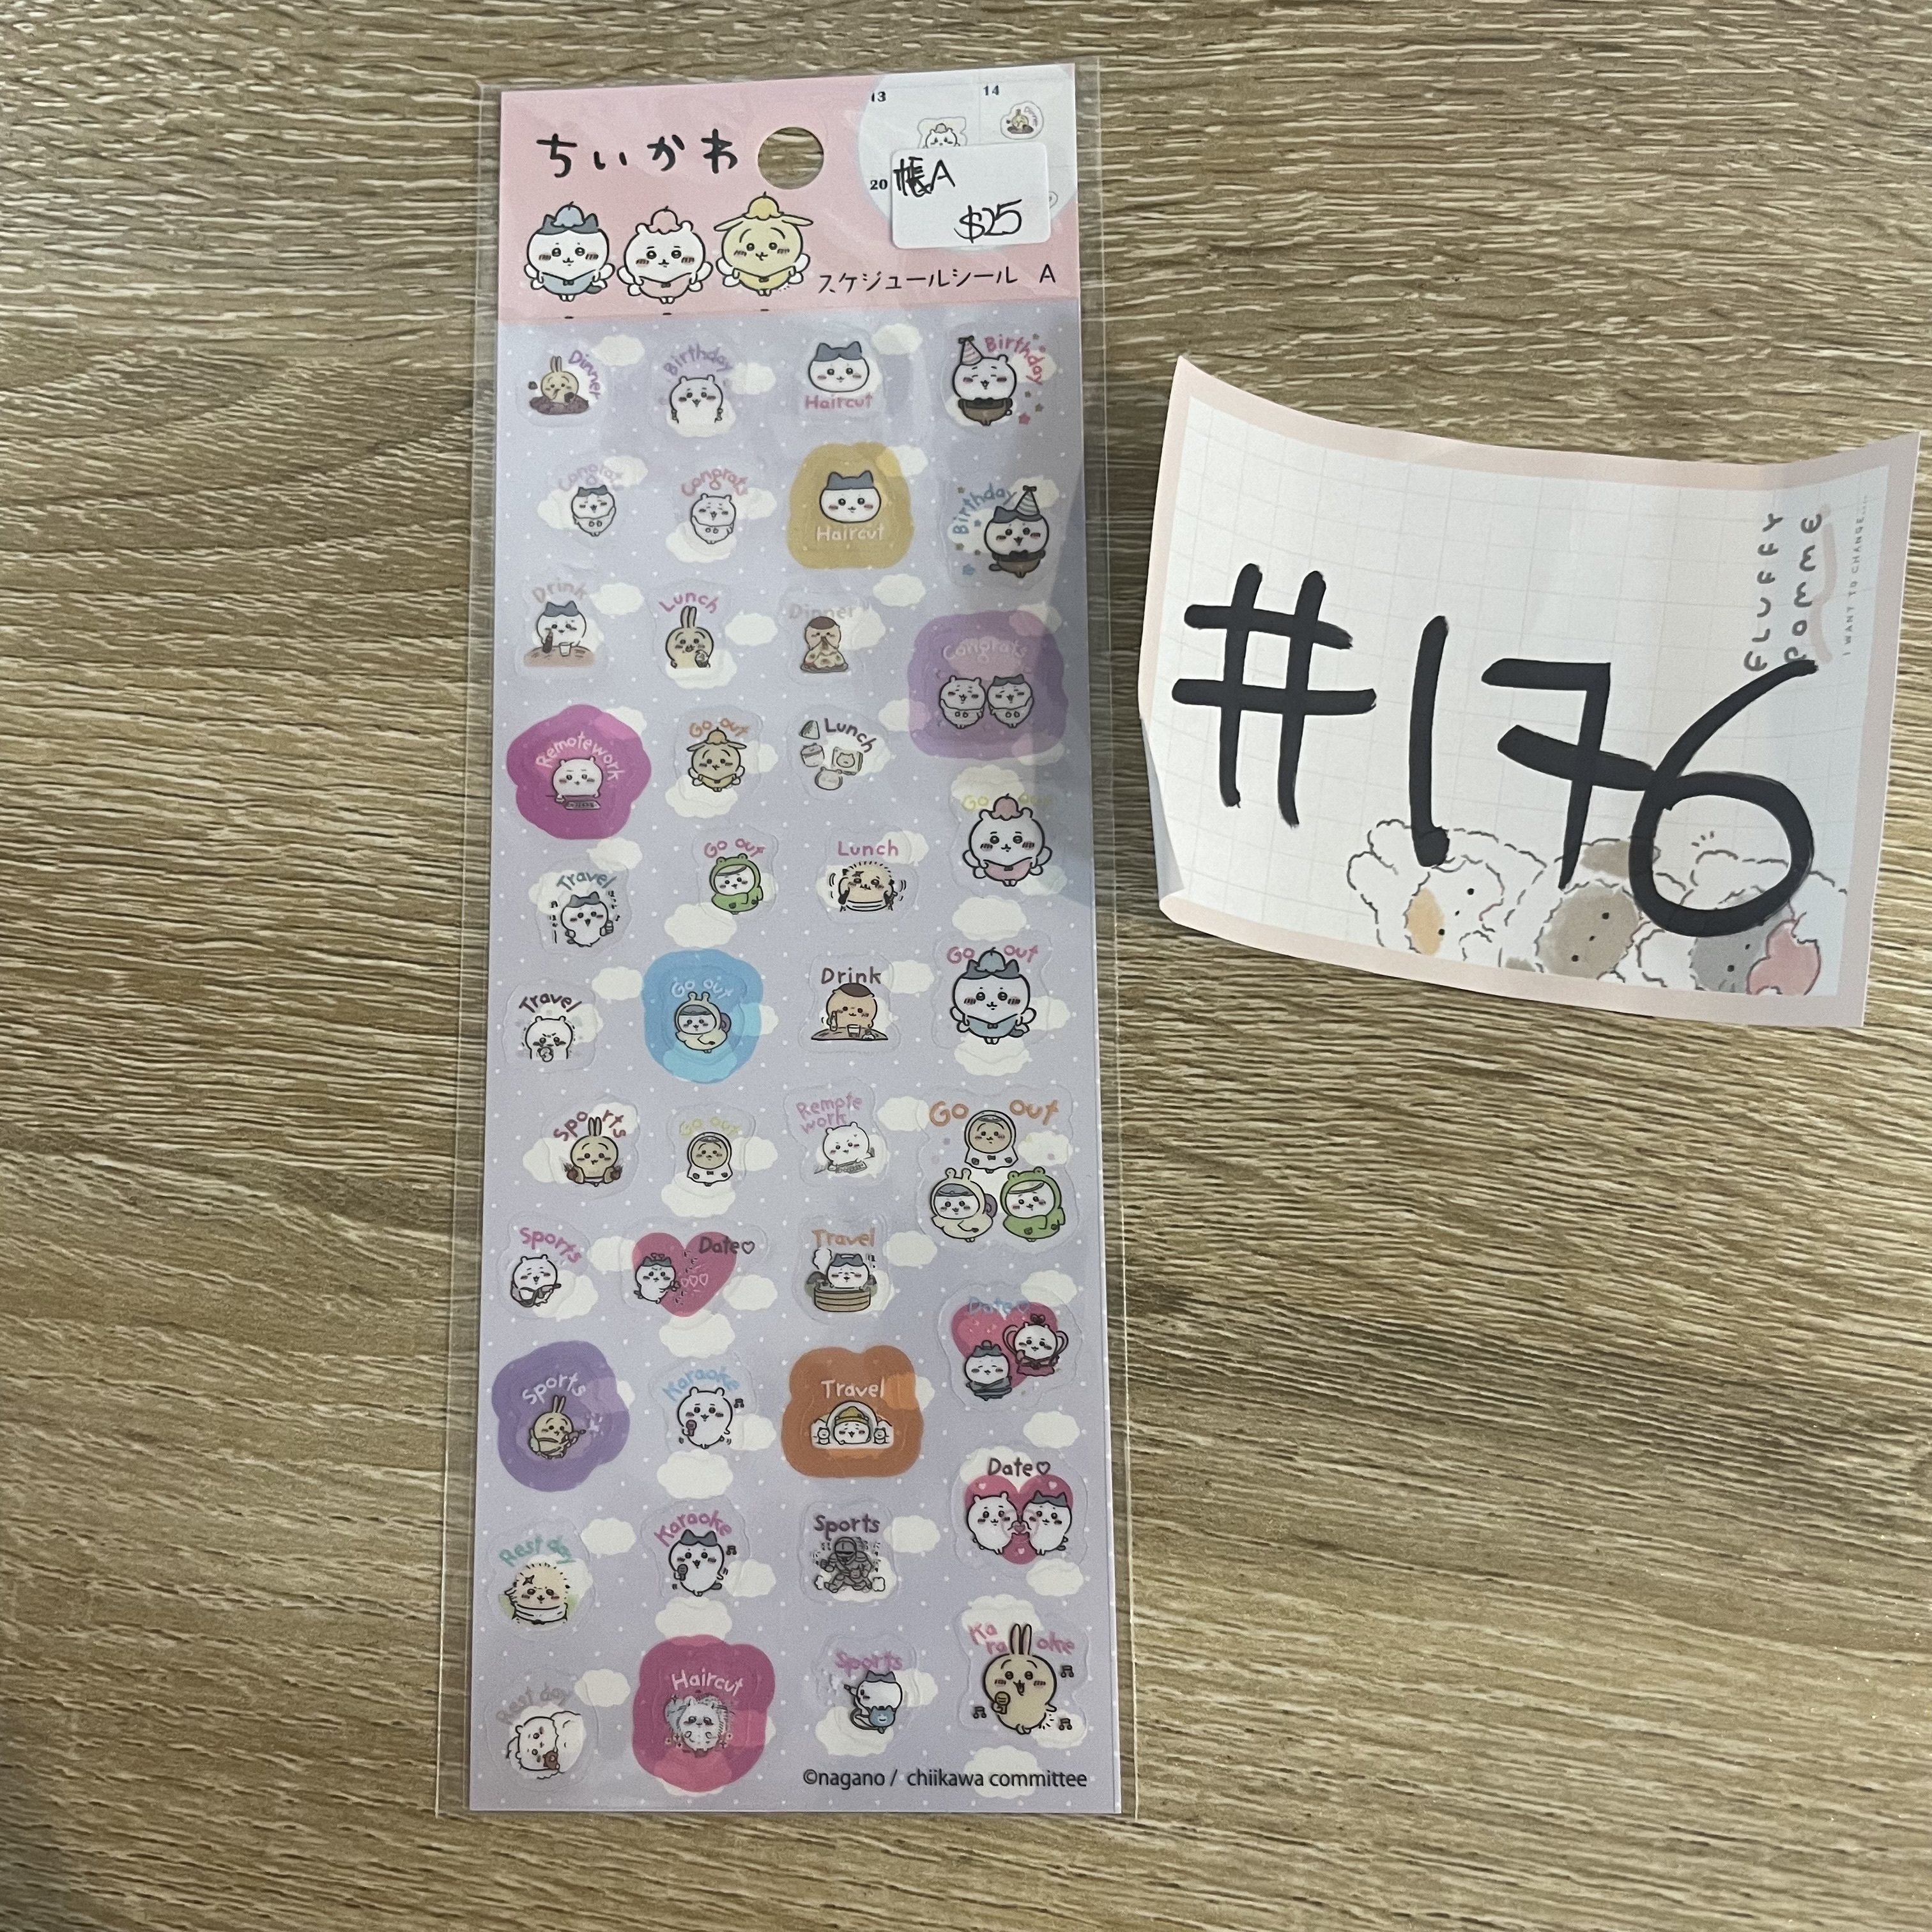 ちいかわ
13
14
20
帳A
$25
スケジュールシール A
Dinner
Birthday
Haircut
Birthday
Congrats
Congrats
Haircut
Birthday
Drink
Lunch
Dinner
Congrats
Remotework
Go out
Lunch
Go out
Travel
Go out
Lunch
Travel
Go out
Drink
Go out
Sports
Go out
Remote
work
Go out
Sports
Date♡
Travel
Date♡
Sports
Karaoke
Travel
Date♡
Rest day
Karaoke
Sports
Karaoke
Rest day
Haircut
Sports
©nagano / chiikawa committee
#176
FLUFFY
POMME
I WANT TO CHANGE...